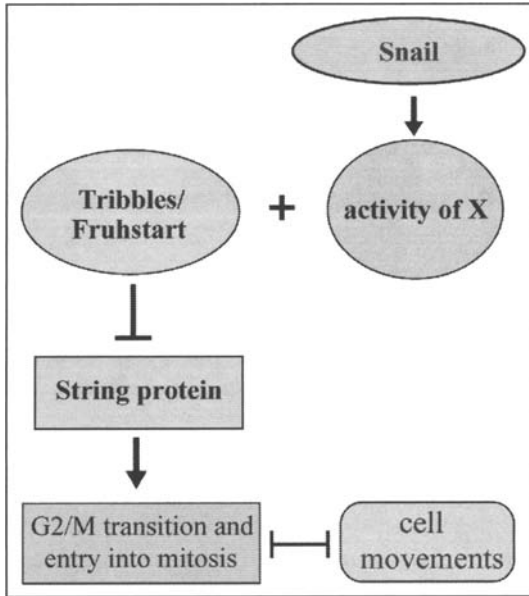 Snail
Tribbles/
Fruhstart
+
activity of X
String protein
G2/M transition and
entry into mitosis
cell
movements